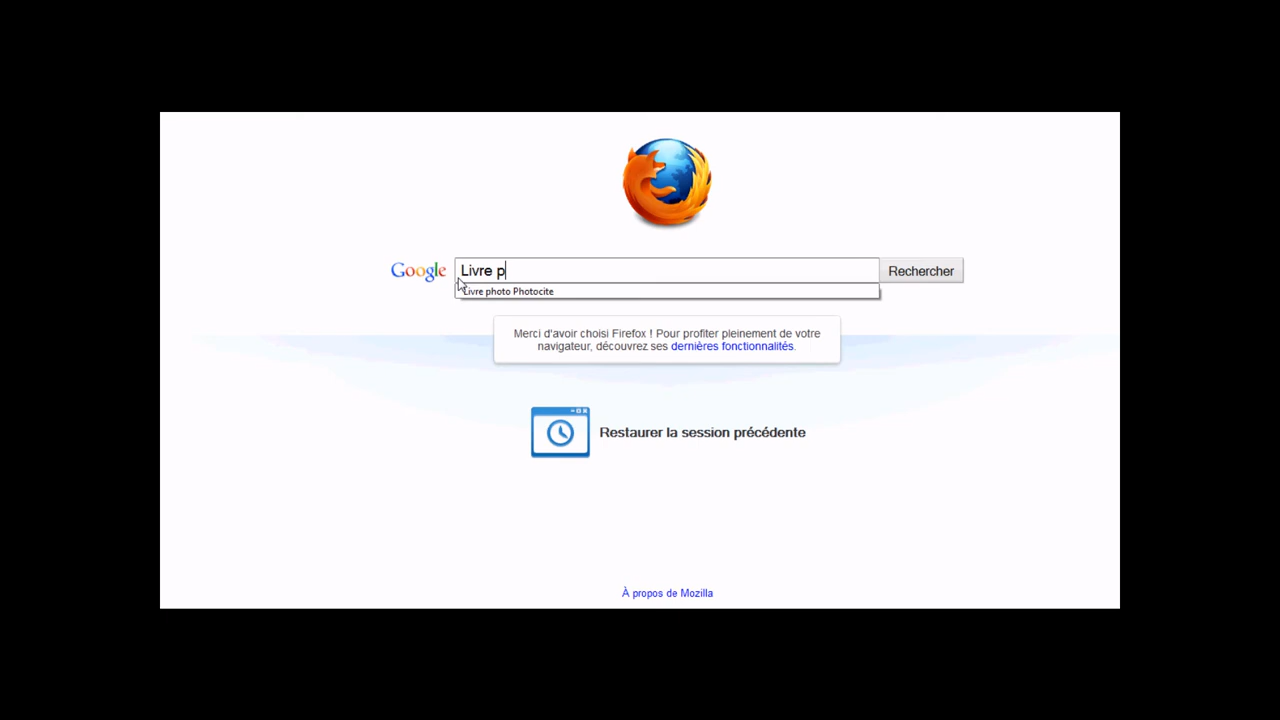 Google Livre p Rechercher
Livre photo Photocite
Merci d'avoir choisi Firefox ! Pour profiter pleinement de votre
navigateur, découvrez ses dernières fonctionnalités.
Restaurer la session précédente
À propos de Mozilla